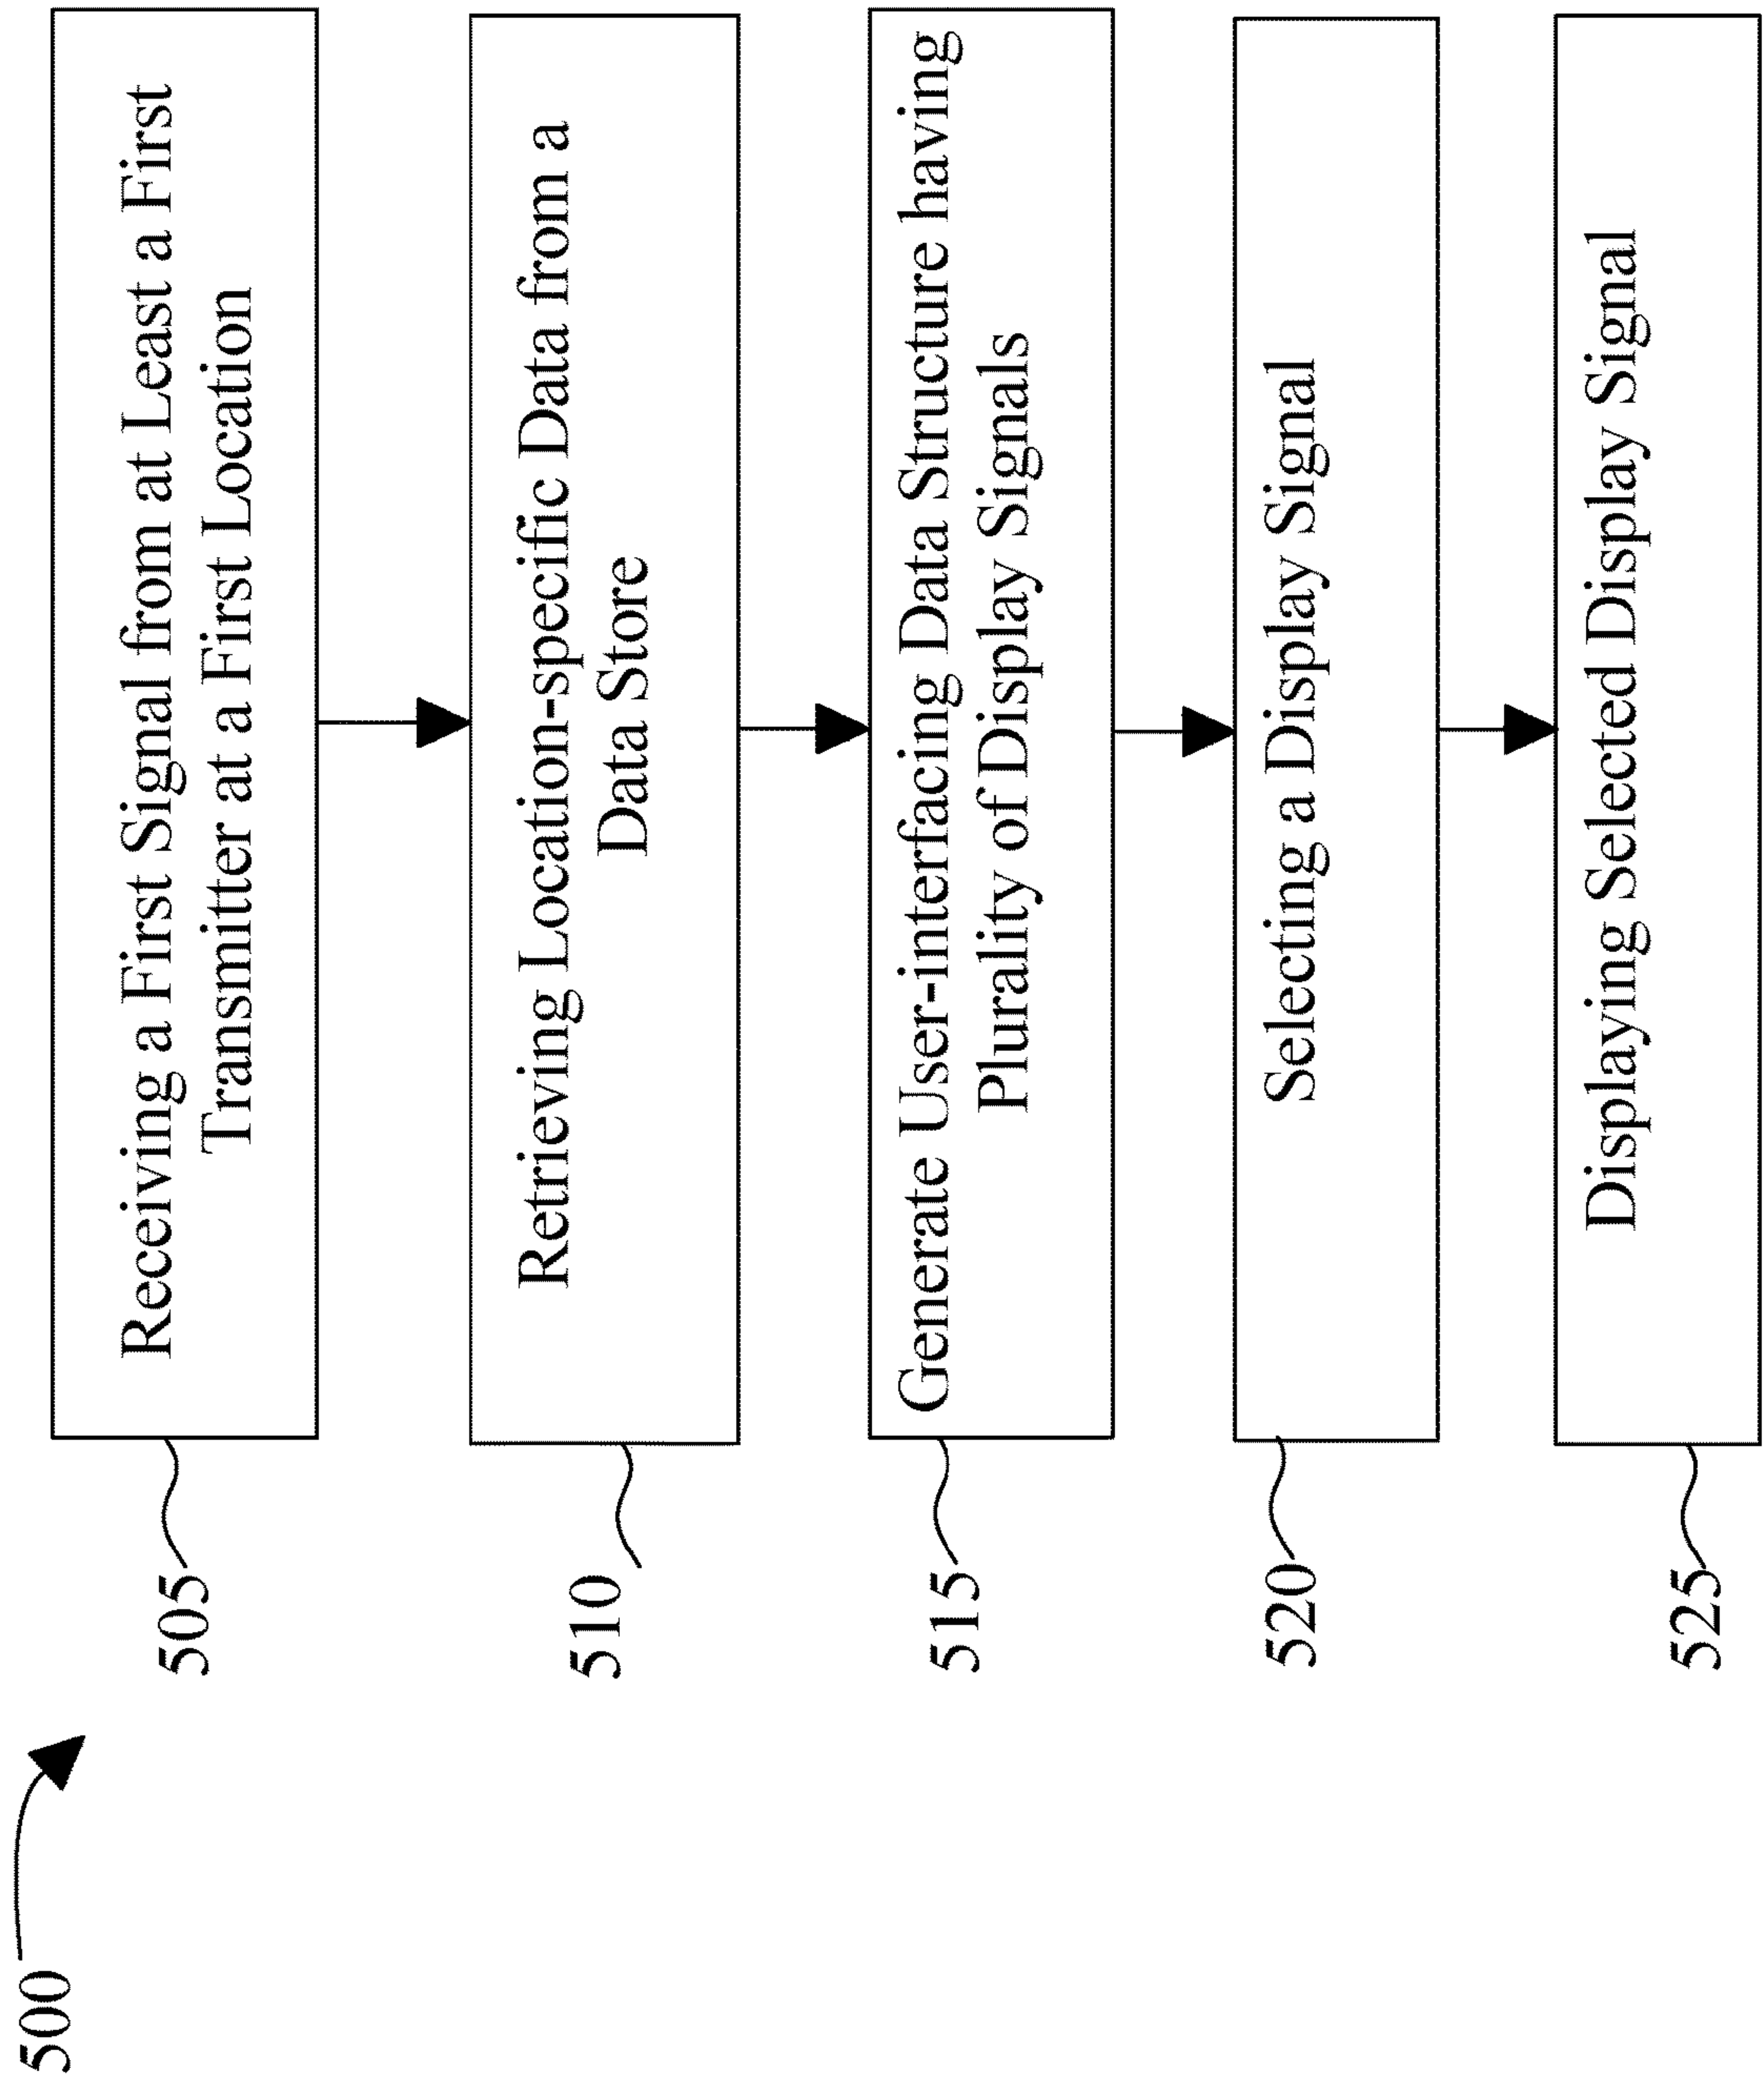 500
505
Receiving a First Signal from at Least a First
Transmitter at a First Location
510
Retrieving Location-specific Data from a
Data Store
515
Generate User-interfacing Data Structure having
Plurality of Display Signals
520
Selecting a Display Signal
525
Displaying Selected Display Signal